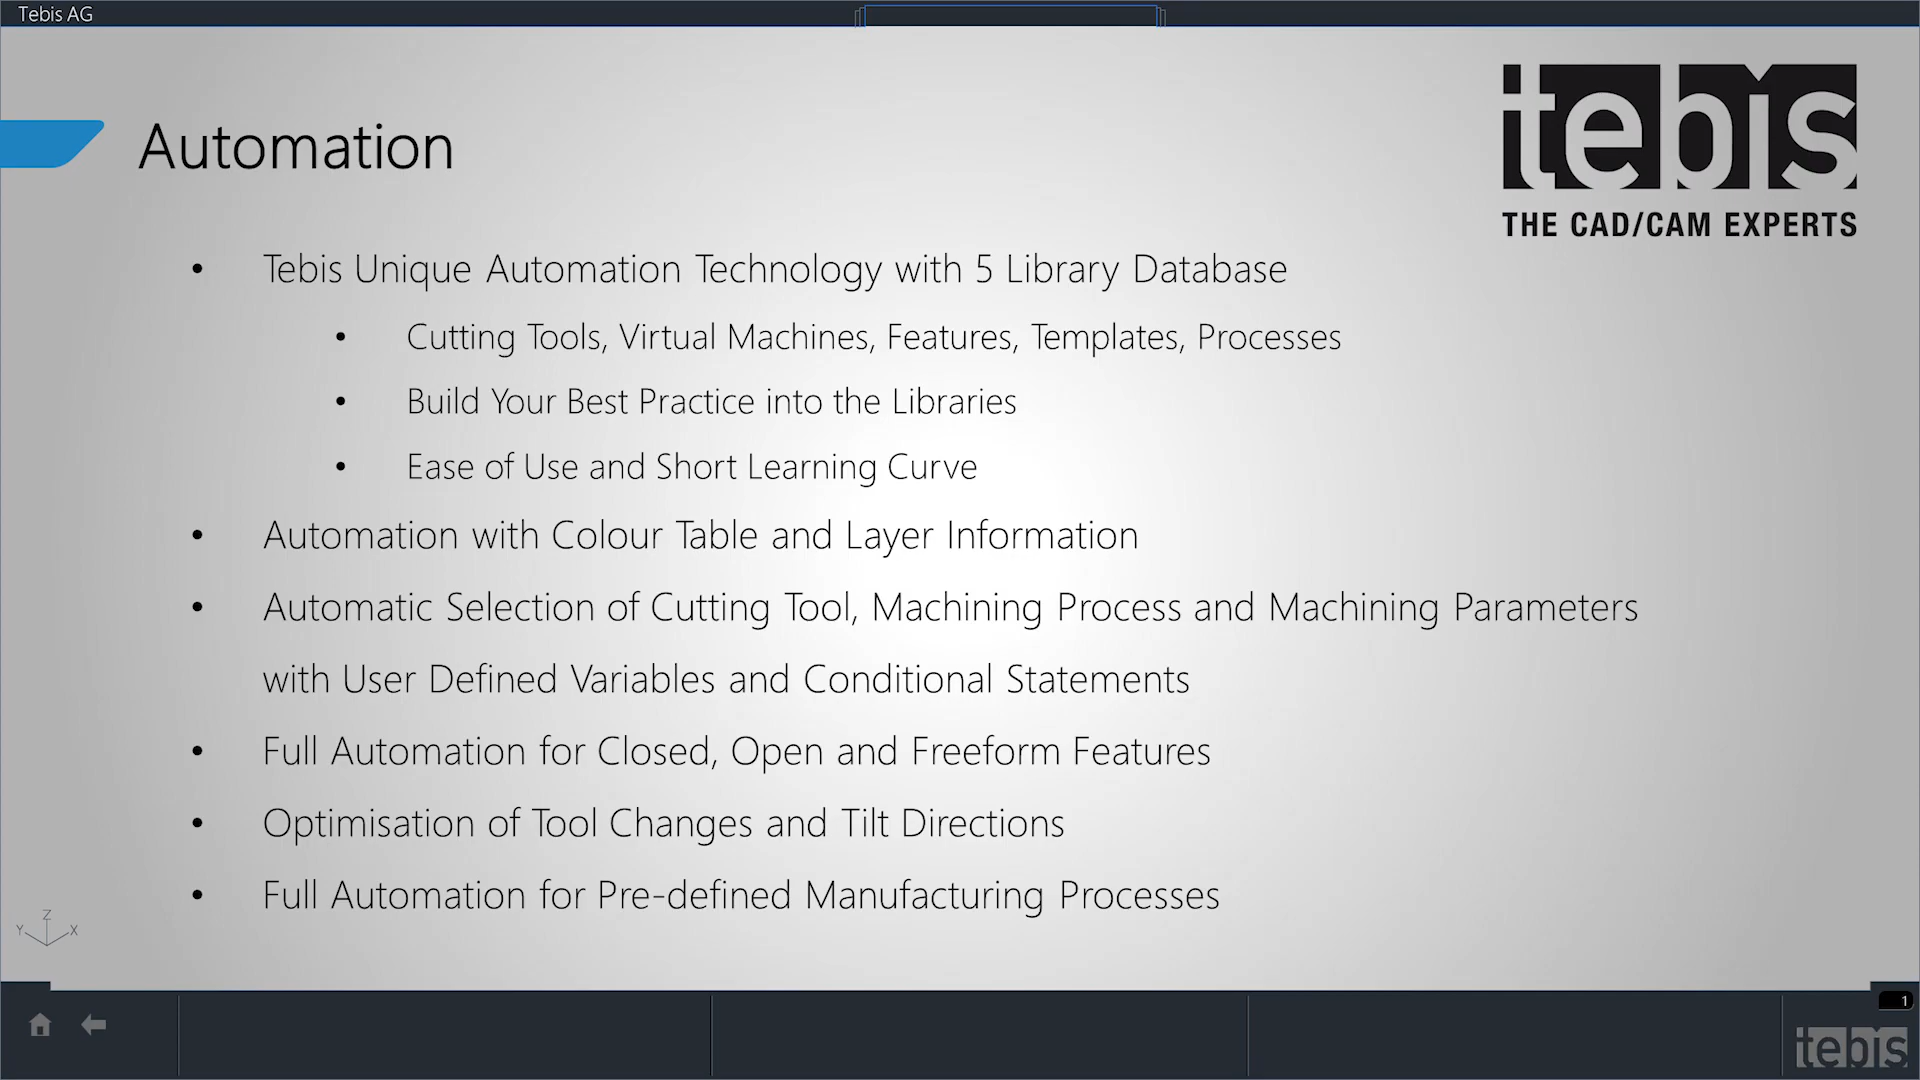 Tebis AG
tebis
THE CAD/CAM EXPERTS
Automation
• Tebis Unique Automation Technology with 5 Library Database
• Cutting Tools, Virtual Machines, Features, Templates, Processes
• Build Your Best Practice into the Libraries
• Ease of Use and Short Learning Curve
• Automation with Colour Table and Layer Information
• Automatic Selection of Cutting Tool, Machining Process and Machining Parameters
with User Defined Variables and Conditional Statements
• Full Automation for Closed, Open and Freeform Features
• Optimisation of Tool Changes and Tilt Directions
• Full Automation for Pre-defined Manufacturing Processes
Z
Y X
1
tebis